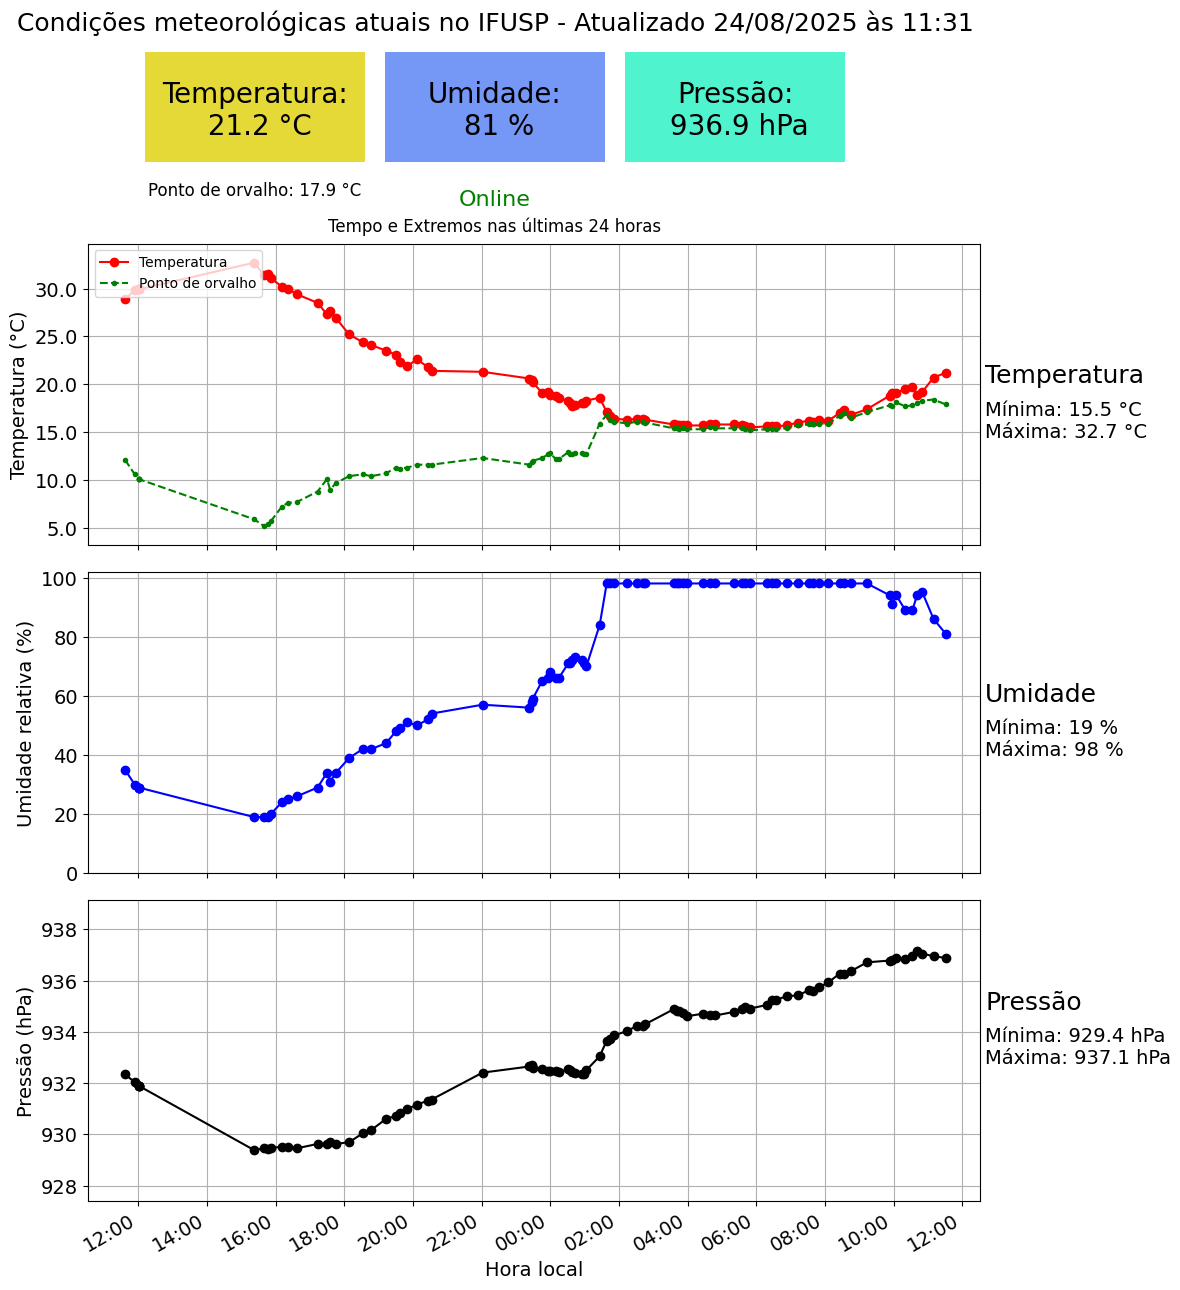 Condições meteorológicas atuais no IFUSP - Atualizado 24/08/2025 às 11:31
Temperatura:
21.2 °C
Umidade:
81 %
Pressão:
936.9 hPa
Ponto de orvalho: 17.9 °C
Online
Tempo e Extremos nas últimas 24 horas
Temperatura
Ponto de orvalho
Temperatura (°C)
30.0
25.0
20.0
15.0
10.0
5.0
Temperatura
Mínima: 15.5 °C
Máxima: 32.7 °C
Umidade relativa (%)
100
80
60
40
20
0
Umidade
Mínima: 19 %
Máxima: 98 %
Pressão (hPa)
938
936
934
932
930
928
Pressão
Mínima: 929.4 hPa
Máxima: 937.1 hPa
12:00 14:00 16:00 18:00 20:00 22:00 00:00 02:00 04:00 06:00 08:00 10:00 12:00
Hora local